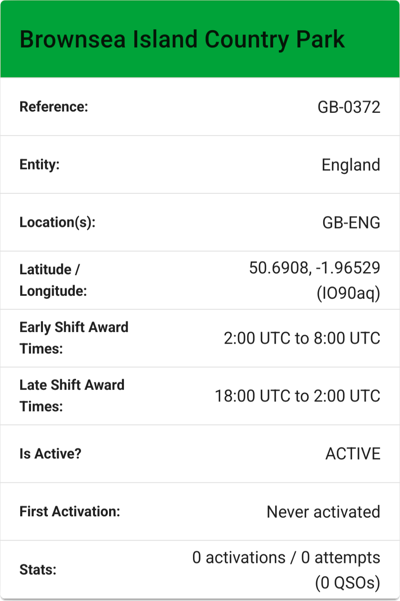 Brownsea Island Country Park
Reference: GB-0372
Entity: England
Location(s): GB-ENG
Latitude / Longitude: 50.6908, -1.96529 (IO90aq)
Early Shift Award Times: 2:00 UTC to 8:00 UTC
Late Shift Award Times: 18:00 UTC to 2:00 UTC
Is Active? ACTIVE
First Activation: Never activated
Stats: 0 activations / 0 attempts (0 QSOs)